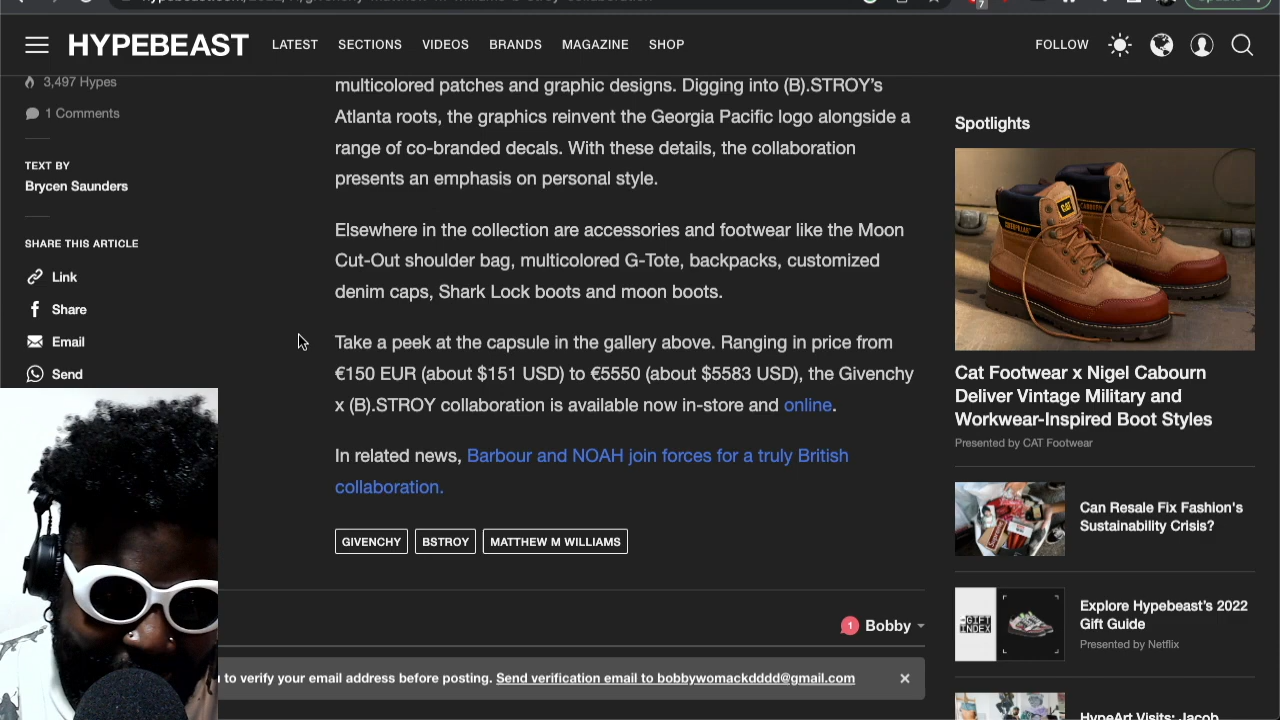 HYPEBEAST LATEST SECTIONS VIDEOS BRANDS MAGAZINE SHOP FOLLOW
3,497 Hypes
1 Comments
TEXT BY
Brycen Saunders
SHARE THIS ARTICLE
Link
Share
Email
Send
multicolored patches and graphic designs. Digging into (B).STROY's
Atlanta roots, the graphics reinvent the Georgia Pacific logo alongside a
range of co-branded decals. With these details, the collaboration
presents an emphasis on personal style.
Elsewhere in the collection are accessories and footwear like the Moon
Cut-Out shoulder bag, multicolored G-Tote, backpacks, customized
denim caps, Shark Lock boots and moon boots.
Take a peek at the capsule in the gallery above. Ranging in price from
€150 EUR (about $151 USD) to €5550 (about $5583 USD), the Givenchy
x (B).STROY collaboration is available now in-store and online.
In related news, Barbour and NOAH join forces for a truly British
collaboration.
GIVENCHY BSTROY MATTHEW M WILLIAMS
1 Bobby
to verify your email address before posting. Send verification email to bobbywomackdddd@gmail.com ×
Spotlights
CAT
Cat Footwear x Nigel Cabourn
Deliver Vintage Military and
Workwear-Inspired Boot Styles
Presented by CAT Footwear
Can Resale Fix Fashion's
Sustainability Crisis?
GIFT
INDEX
Explore Hypebeast's 2022
Gift Guide
Presented by Netflix
HypeArt Visits: Jacob
7